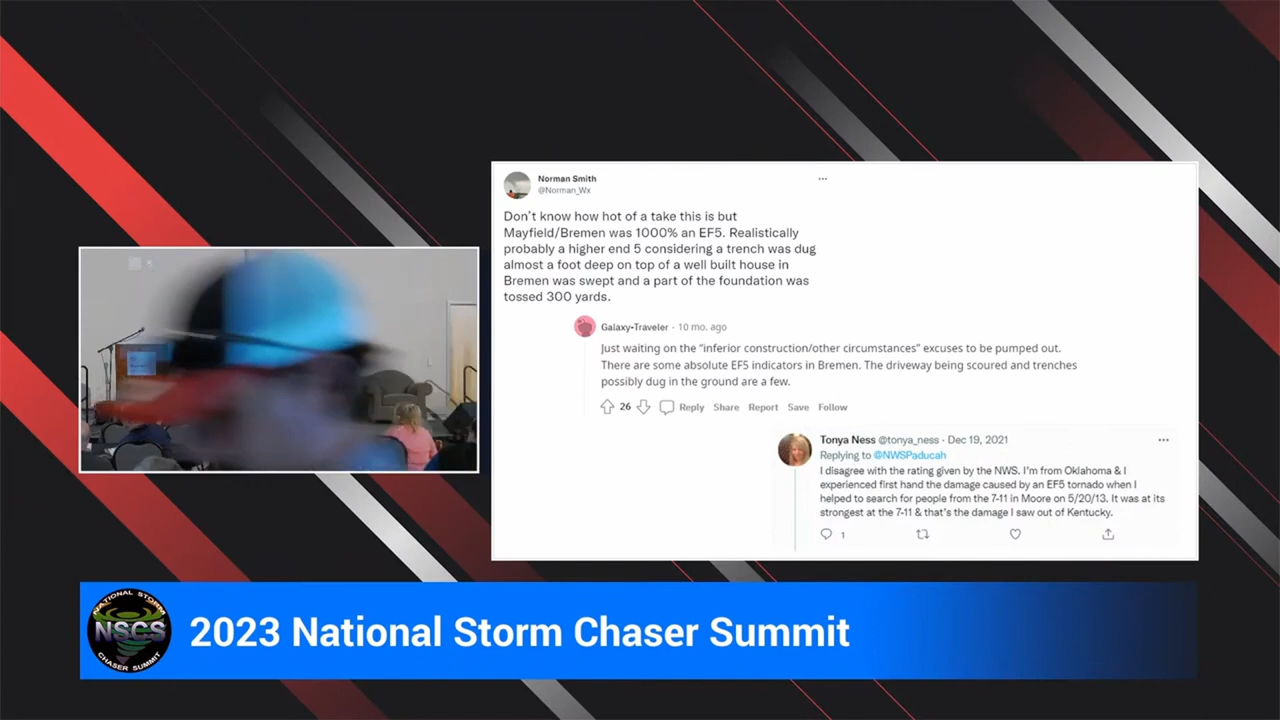 Norman Smith
@Norman_Wx
Don't know how hot of a take this is but
Mayfield/Bremen was 1000% an EF5. Realistically
probably a higher end 5 considering a trench was dug
almost a foot deep on top of a well built house in
Bremen was swept and a part of the foundation was
tossed 300 yards.
Galaxy-Traveler · 10 mo. ago
Just waiting on the "inferior construction/other circumstances" excuses to be pumped out.
There are some absolute EF5 indicators in Bremen. The driveway being scoured and trenches
possibly dug in the ground are a few.
26 Reply Share Report Save Follow
Tonya Ness @tonya_ness · Dec 19, 2021
Replying to @NWSPaducah
I disagree with the rating given by the NWS. I'm from Oklahoma & I
experienced first hand the damage caused by an EF5 tornado when I
helped to search for people from the 7-11 in Moore on 5/20/13. It was at its
strongest at the 7-11 & that's the damage I saw out of Kentucky.
1
NATIONAL STORM
NSCS
CHASER SUMMIT
2023 National Storm Chaser Summit